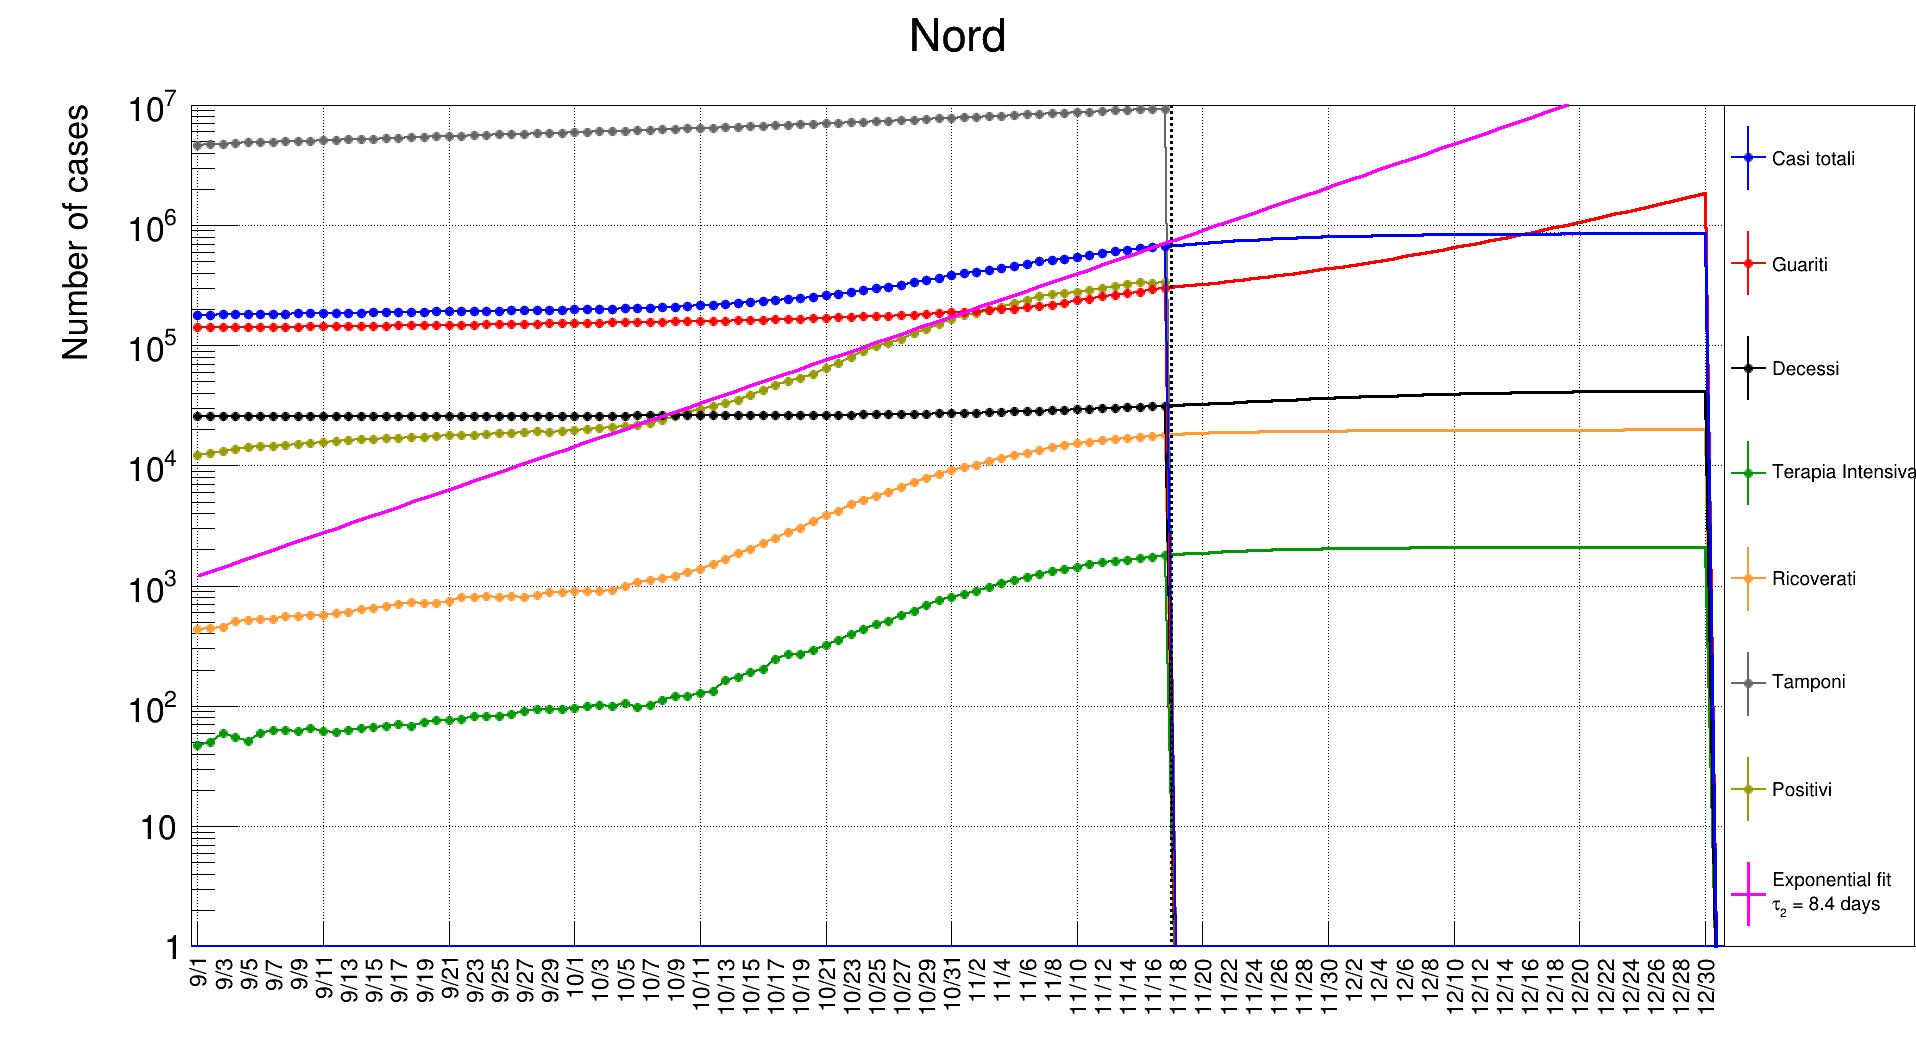 Nord
Number of cases
10^7
10^6
10^5
10^4
10^3
10^2
10
1
9/1 9/3 9/5 9/7 9/9 9/11 9/13 9/15 9/17 9/19 9/21 9/23 9/25 9/27 9/29 10/1 10/3 10/5 10/7 10/9 10/11 10/13 10/15 10/17 10/19 10/21 10/23 10/25 10/27 10/29 10/31 11/2 11/4 11/6 11/8 11/10 11/12 11/14 11/16 11/18 11/20 11/22 11/24 11/26 11/28 11/30 12/2 12/4 12/6 12/8 12/10 12/12 12/14 12/16 12/18 12/20 12/22 12/24 12/26 12/28 12/30
Casi totali
Guariti
Decessi
Terapia Intensiva
Ricoverati
Tamponi
Positivi
Exponential fit
τ_2 = 8.4 days